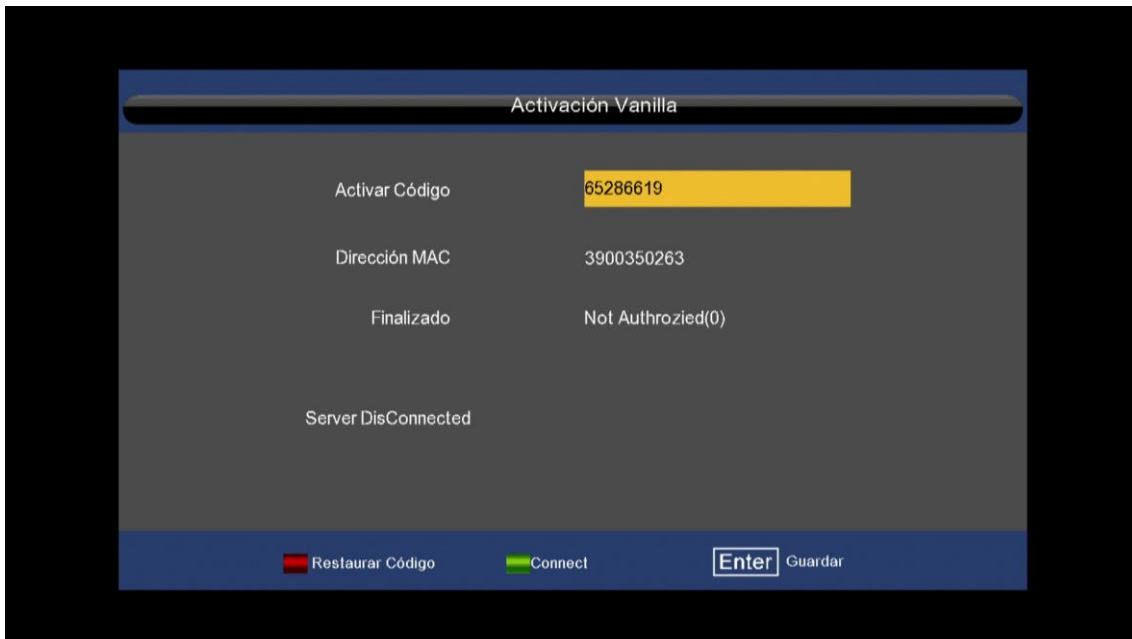 Activación Vanilla
Activar Código 65286619
Dirección MAC 3900350263
Finalizado Not Authrozied(0)
Server DisConnected
Restaurar Código Connect Enter Guardar